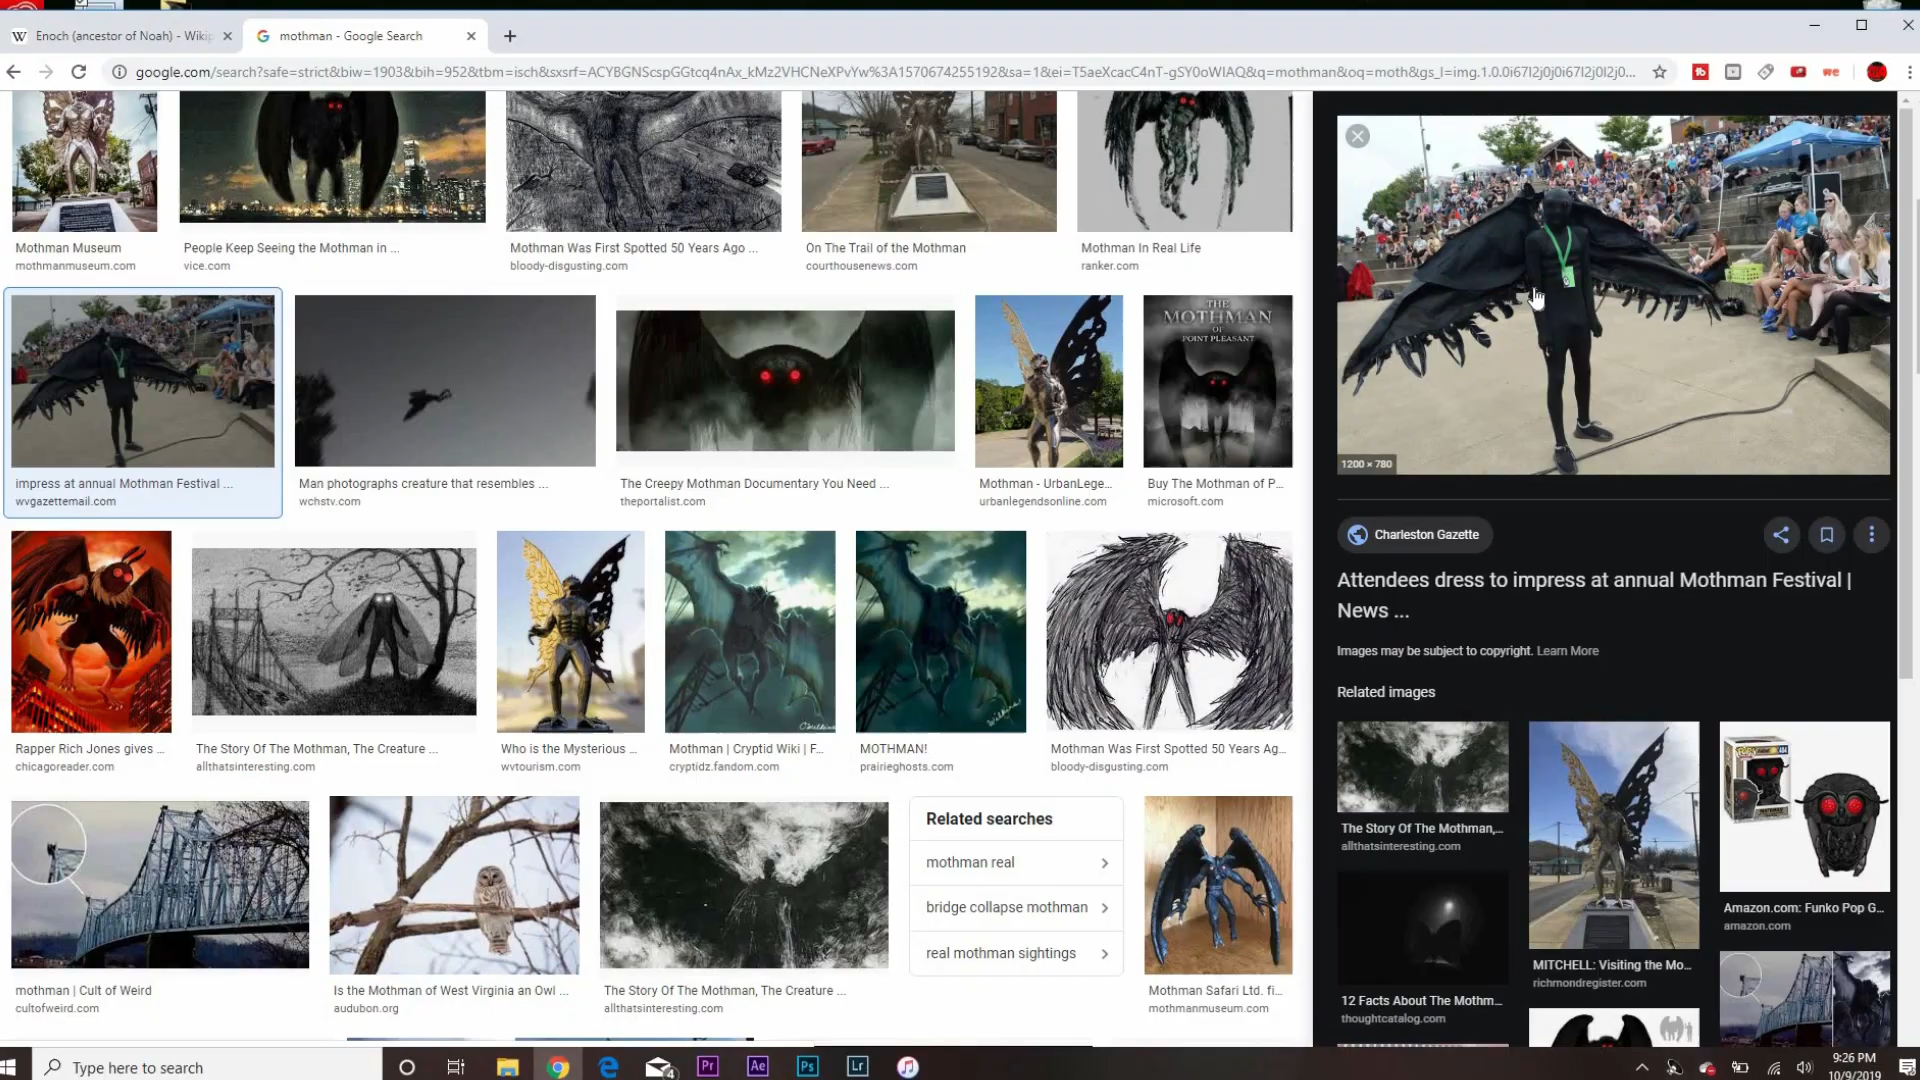 Enoch (ancestor of Noah) - Wikip
mothman - Google Search
google.com/search?safe=strict&biw=1903&bih=952&tbm=isch&sxsrf=ACYBGNScspGGtcq4nAx_kMz2VHCNeXPvYw%3A1570674255192&sa=1&ei=T5aeXcacC4nT-gSY0oWIAQ&q=mothman&oq=moth&gs_l=img.1.0.0i67l2j0j0i67l2j0l2j0...
Mothman Museum
mothmanmuseum.com
People Keep Seeing the Mothman in ...
vice.com
Mothman Was First Spotted 50 Years Ago ...
bloody-disgusting.com
On The Trail of the Mothman
courthousenews.com
Mothman In Real Life
ranker.com
impress at annual Mothman Festival ...
wvgazettemail.com
Man photographs creature that resembles ...
wchstv.com
The Creepy Mothman Documentary You Need ...
theportalist.com
Mothman - UrbanLege...
urbanlegendsonline.com
THE
MOTHMAN
OF
POINT PLEASANT
Buy The Mothman of P...
microsoft.com
Rapper Rich Jones gives ...
chicagoreader.com
The Story Of The Mothman, The Creature ...
allthatsinteresting.com
Who is the Mysterious ...
wvtourism.com
Mothman | Cryptid Wiki | F...
cryptidz.fandom.com
MOTHMAN!
prairieghosts.com
Mothman Was First Spotted 50 Years Ag...
bloody-disgusting.com
mothman | Cult of Weird
cultofweird.com
Is the Mothman of West Virginia an Owl ...
audubon.org
The Story Of The Mothman, The Creature ...
allthatsinteresting.com
Related searches
mothman real
bridge collapse mothman
real mothman sightings
Mothman Safari Ltd. fi...
mothmanmuseum.com
1200 × 780
Charleston Gazette
Attendees dress to impress at annual Mothman Festival |
News ...
Images may be subject to copyright. Learn More
Related images
The Story Of The Mothman,...
allthatsinteresting.com
12 Facts About The Mothm...
thoughtcatalog.com
MITCHELL: Visiting the Mo...
richmondregister.com
Amazon.com: Funko Pop G...
amazon.com
Type here to search
4
Pr
Ae
Ps
Lr
9:26 PM
10/9/2019